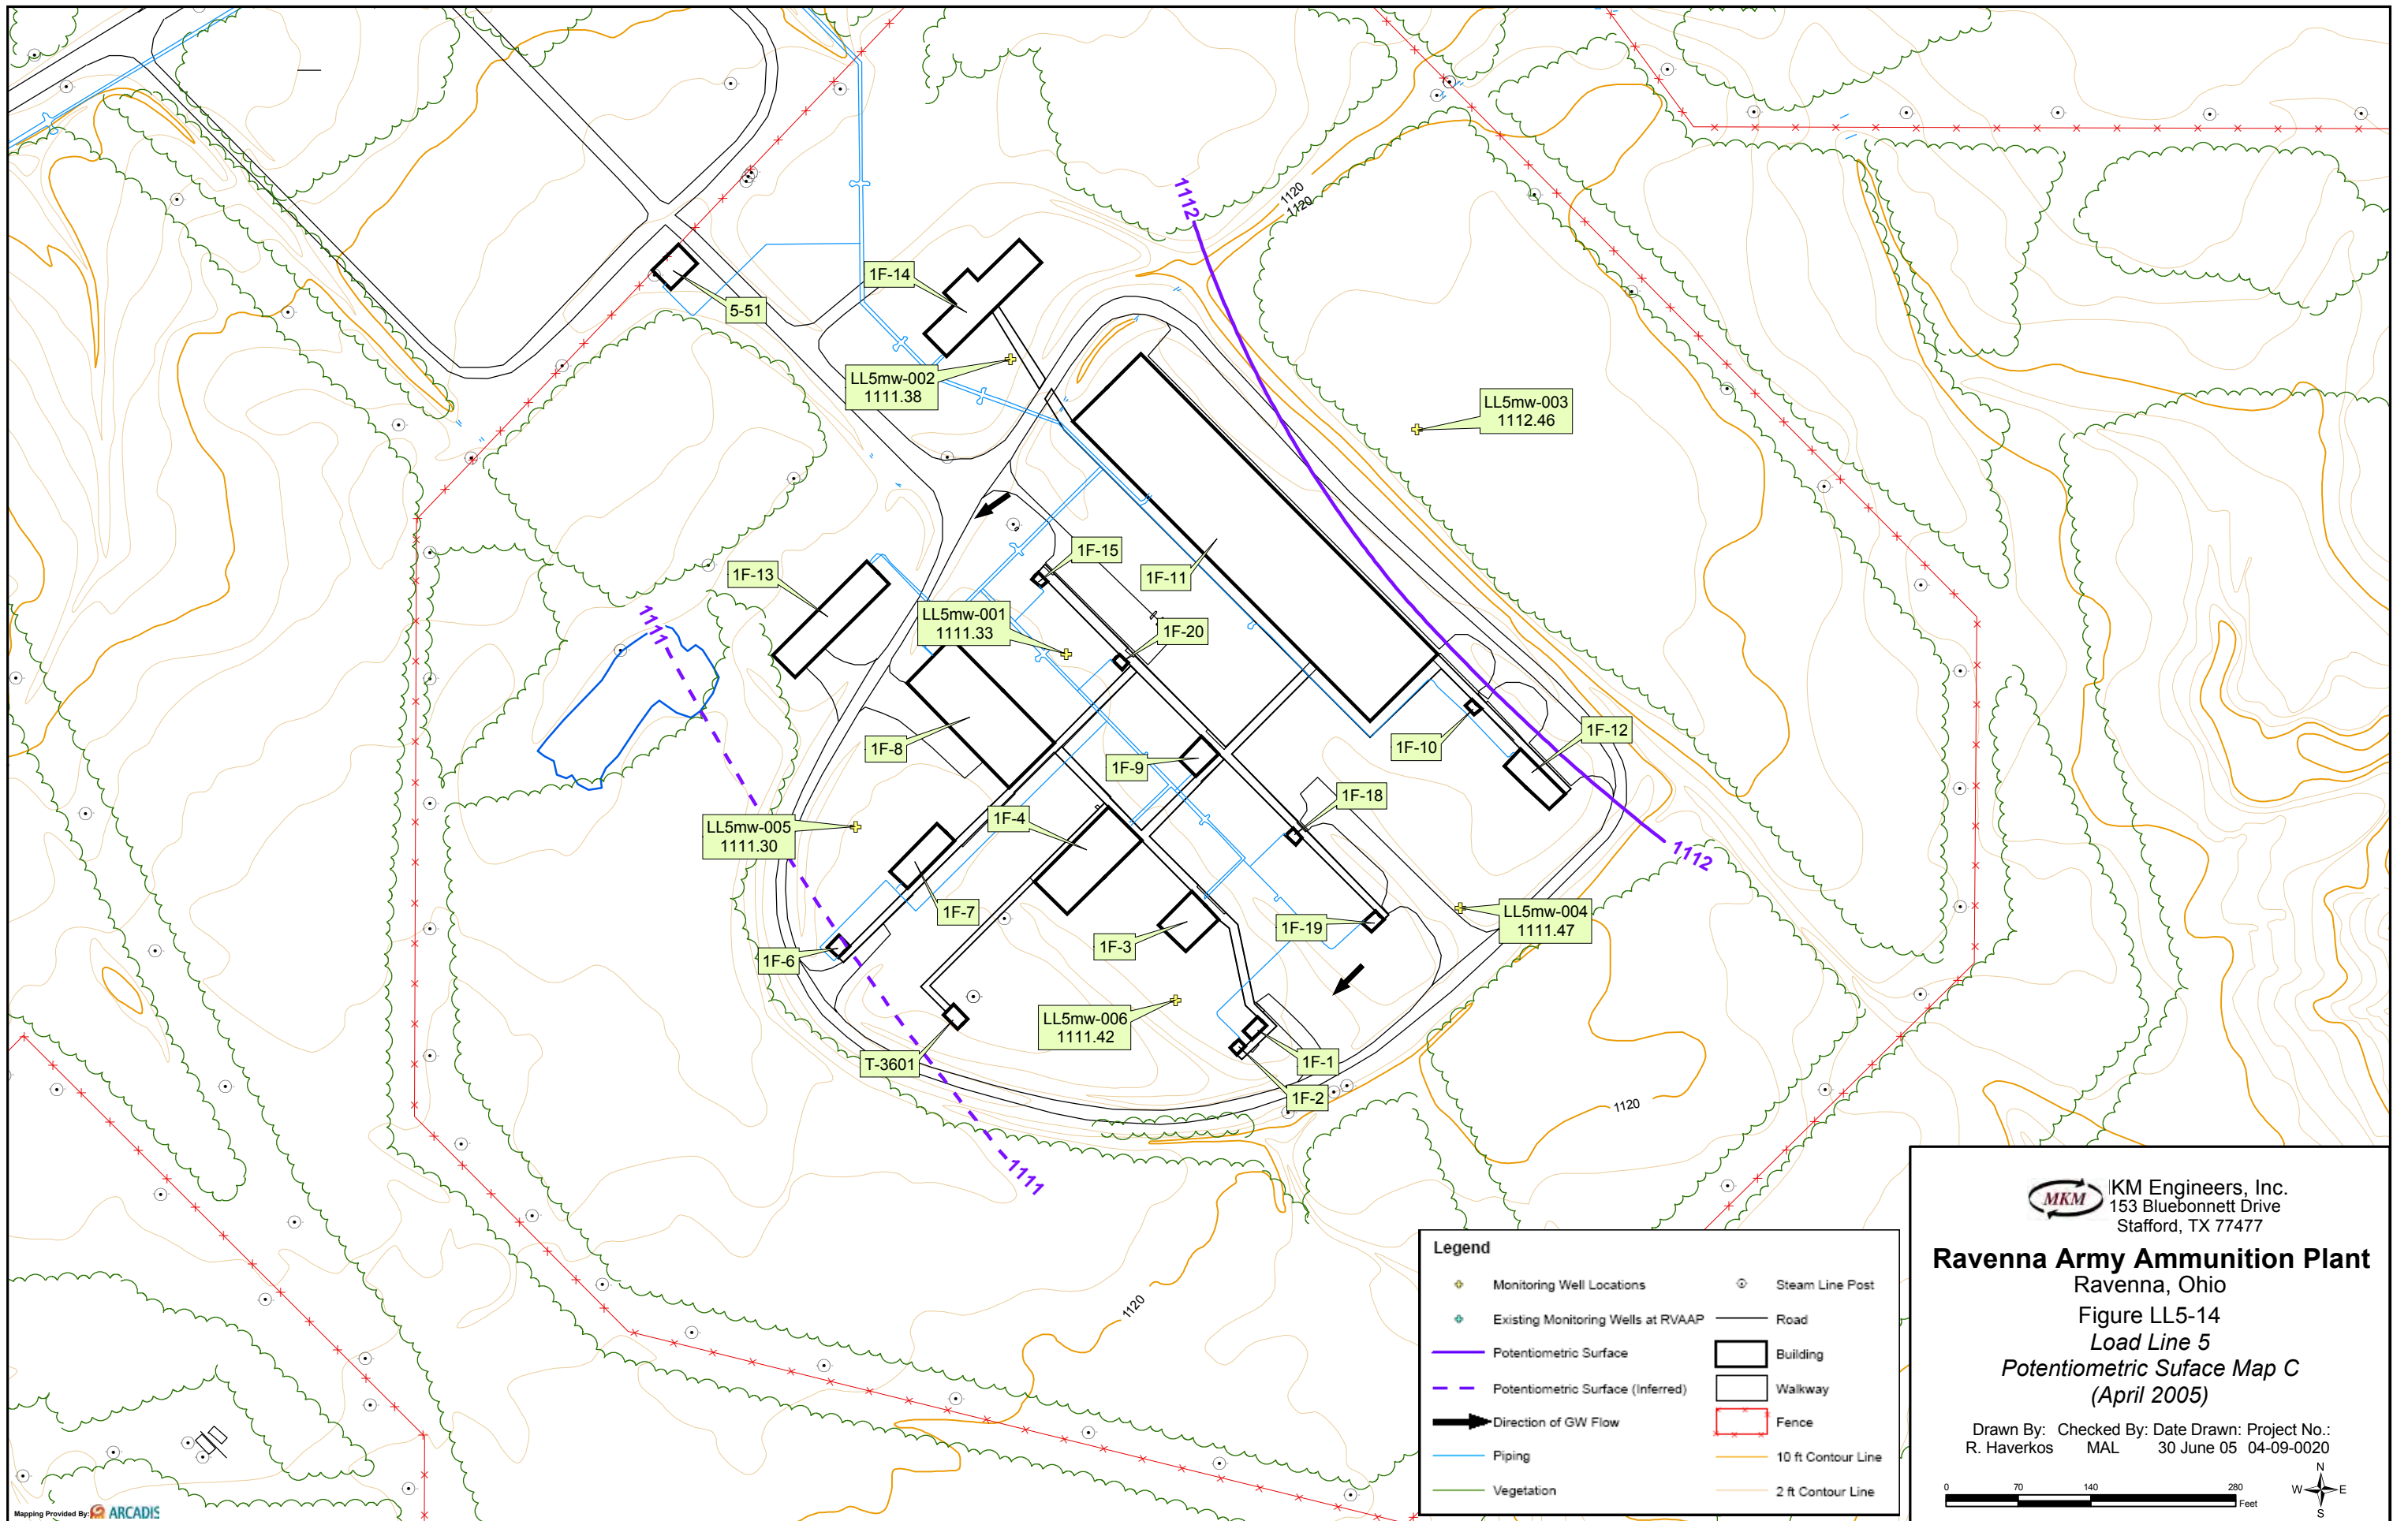 1120
1120
1112
1F-14
5-51
LL5mw-002
1111.38
LL5mw-003
1112.46
1F-15
1F-11
1F-13
LL5mw-001
1111.33
1F-20
1111
1F-8
1F-10
1F-12
1F-9
1F-18
1F-4
LL5mw-005
1111.30
1112
1F-7
1F-3
1F-19
LL5mw-004
1111.47
1F-6
LL5mw-006
1111.42
T-3601
1F-1
1F-2
1120
1111
1120
Legend
Monitoring Well Locations
Existing Monitoring Wells at RVAAP
Potentiometric Surface
Potentiometric Surface (Inferred)
Direction of GW Flow
Piping
Vegetation
Steam Line Post
Road
Building
Walkway
Fence
10 ft Contour Line
2 ft Contour Line
MKM
KM Engineers, Inc.
153 Bluebonnett Drive
Stafford, TX 77477
Ravenna Army Ammunition Plant
Ravenna, Ohio
Figure LL5-14
Load Line 5
Potentiometric Suface Map C
(April 2005)
Drawn By: Checked By: Date Drawn: Project No.:
R. Haverkos MAL 30 June 05 04-09-0020
0 70 140 280
Feet
N
W E
S
Mapping Provided By: ARCADIS